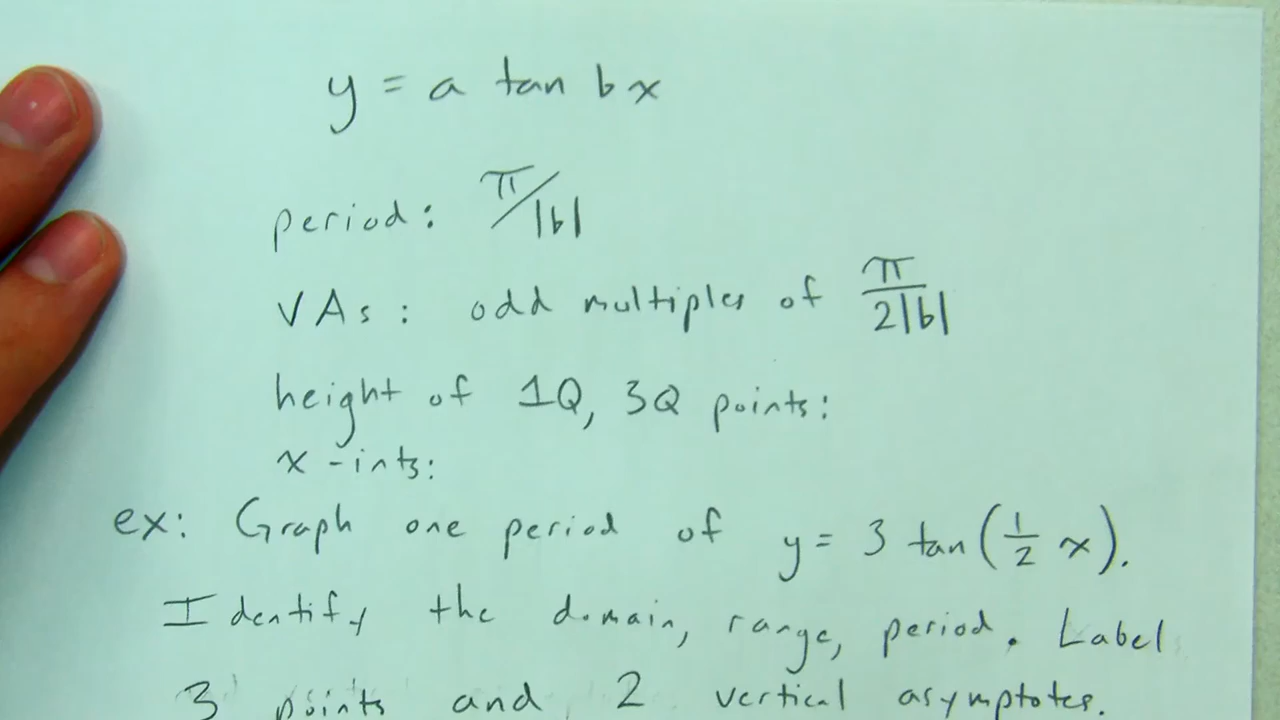 y = a tan bx
period: π/|b|
VAs: odd multiples of π/2|b|
height of 1Q, 3Q points:
x-ints:
ex: Graph one period of y = 3 tan(1/2 x).
Identify the domain, range, period. Label
3 points and 2 vertical asymptotes.